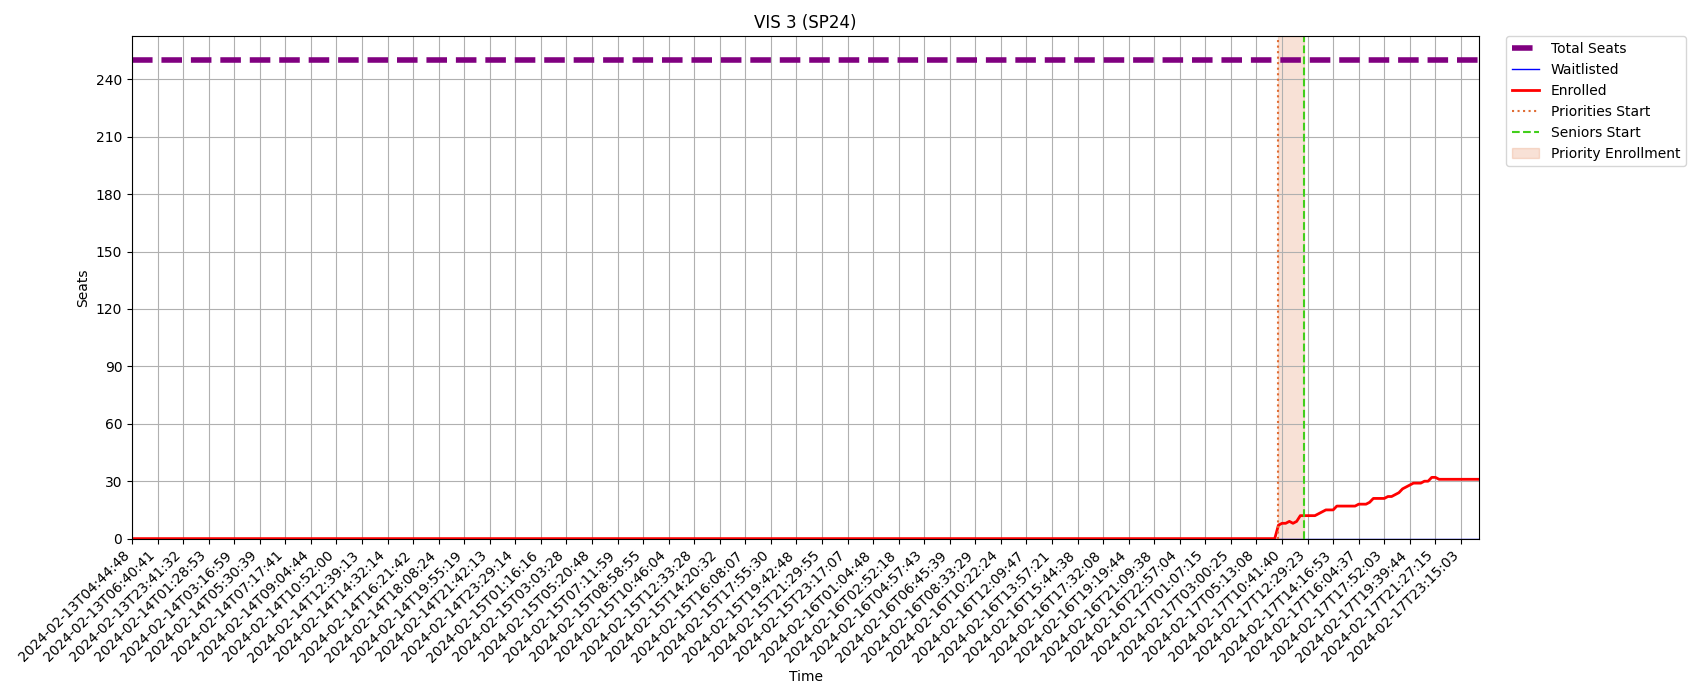 VIS 3 (SP24)
Total Seats
Waitlisted
Enrolled
Priorities Start
Seniors Start
Priority Enrollment
Seats
240
210
180
150
120
90
60
30
0
2024-02-13T04:44:48
2024-02-13T06:40:41
2024-02-13T23:41:32
2024-02-14T01:28:53
2024-02-14T03:16:59
2024-02-14T05:30:39
2024-02-14T07:17:41
2024-02-14T09:04:44
2024-02-14T10:52:00
2024-02-14T12:39:13
2024-02-14T14:32:14
2024-02-14T16:21:42
2024-02-14T18:08:24
2024-02-14T19:55:19
2024-02-14T21:42:13
2024-02-14T23:29:14
2024-02-15T01:16:16
2024-02-15T03:03:28
2024-02-15T05:20:48
2024-02-15T07:11:59
2024-02-15T08:58:55
2024-02-15T10:46:04
2024-02-15T12:33:28
2024-02-15T14:20:32
2024-02-15T16:08:07
2024-02-15T17:55:30
2024-02-15T19:42:48
2024-02-15T21:29:55
2024-02-15T23:17:07
2024-02-16T01:04:48
2024-02-16T02:52:18
2024-02-16T04:57:43
2024-02-16T06:45:39
2024-02-16T08:33:29
2024-02-16T10:22:24
2024-02-16T12:09:47
2024-02-16T13:57:21
2024-02-16T15:44:38
2024-02-16T17:32:08
2024-02-16T19:19:44
2024-02-16T21:09:38
2024-02-16T22:57:04
2024-02-17T01:07:15
2024-02-17T03:00:25
2024-02-17T05:13:08
2024-02-17T10:41:40
2024-02-17T12:29:23
2024-02-17T14:16:53
2024-02-17T16:04:37
2024-02-17T17:52:03
2024-02-17T19:39:44
2024-02-17T21:27:15
2024-02-17T23:15:03
Time